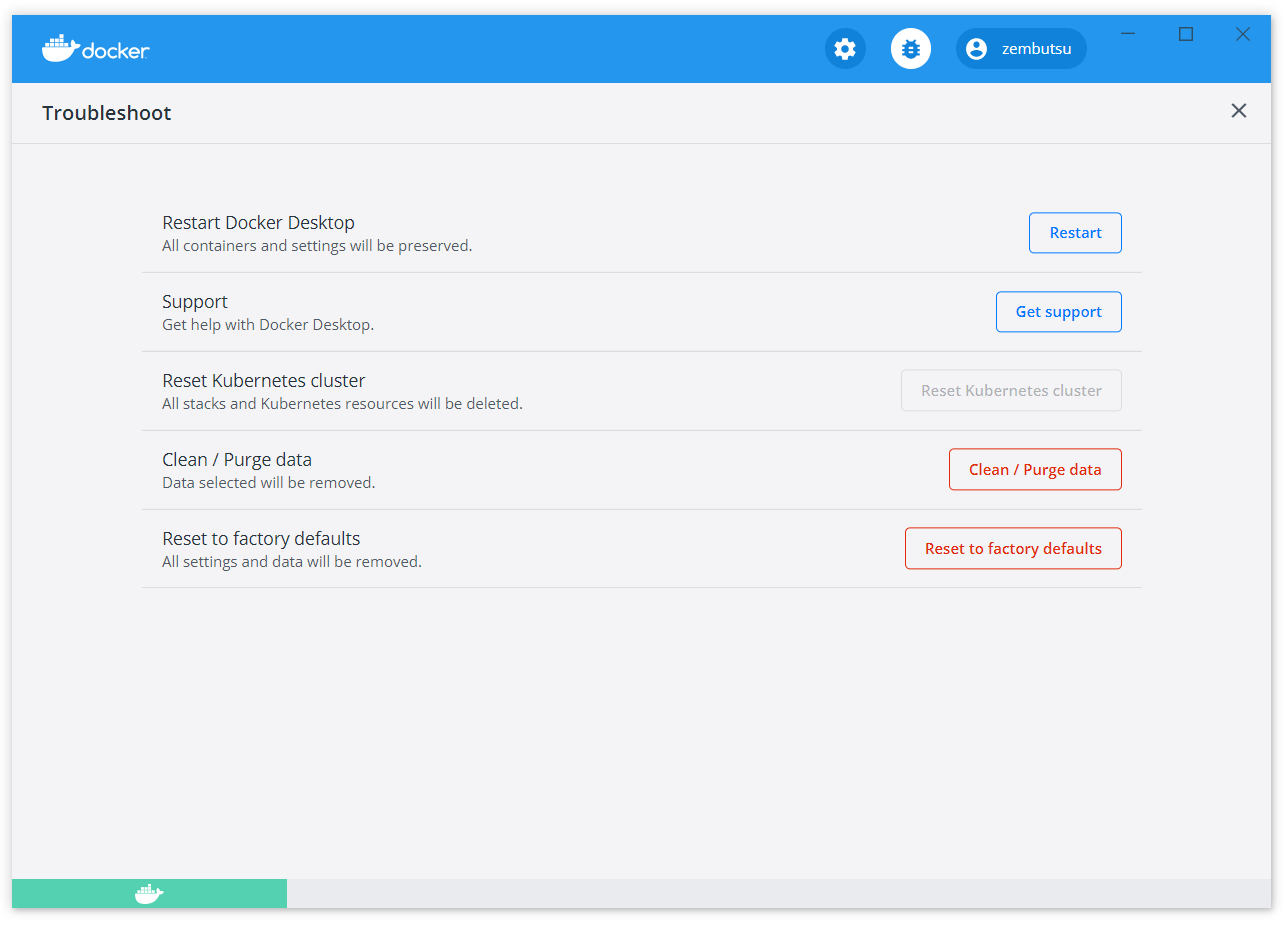 docker
zembutsu
Troubleshoot
Restart Docker Desktop
All containers and settings will be preserved.
Restart
Support
Get help with Docker Desktop.
Get support
Reset Kubernetes cluster
All stacks and Kubernetes resources will be deleted.
Reset Kubernetes cluster
Clean / Purge data
Data selected will be removed.
Clean / Purge data
Reset to factory defaults
All settings and data will be removed.
Reset to factory defaults